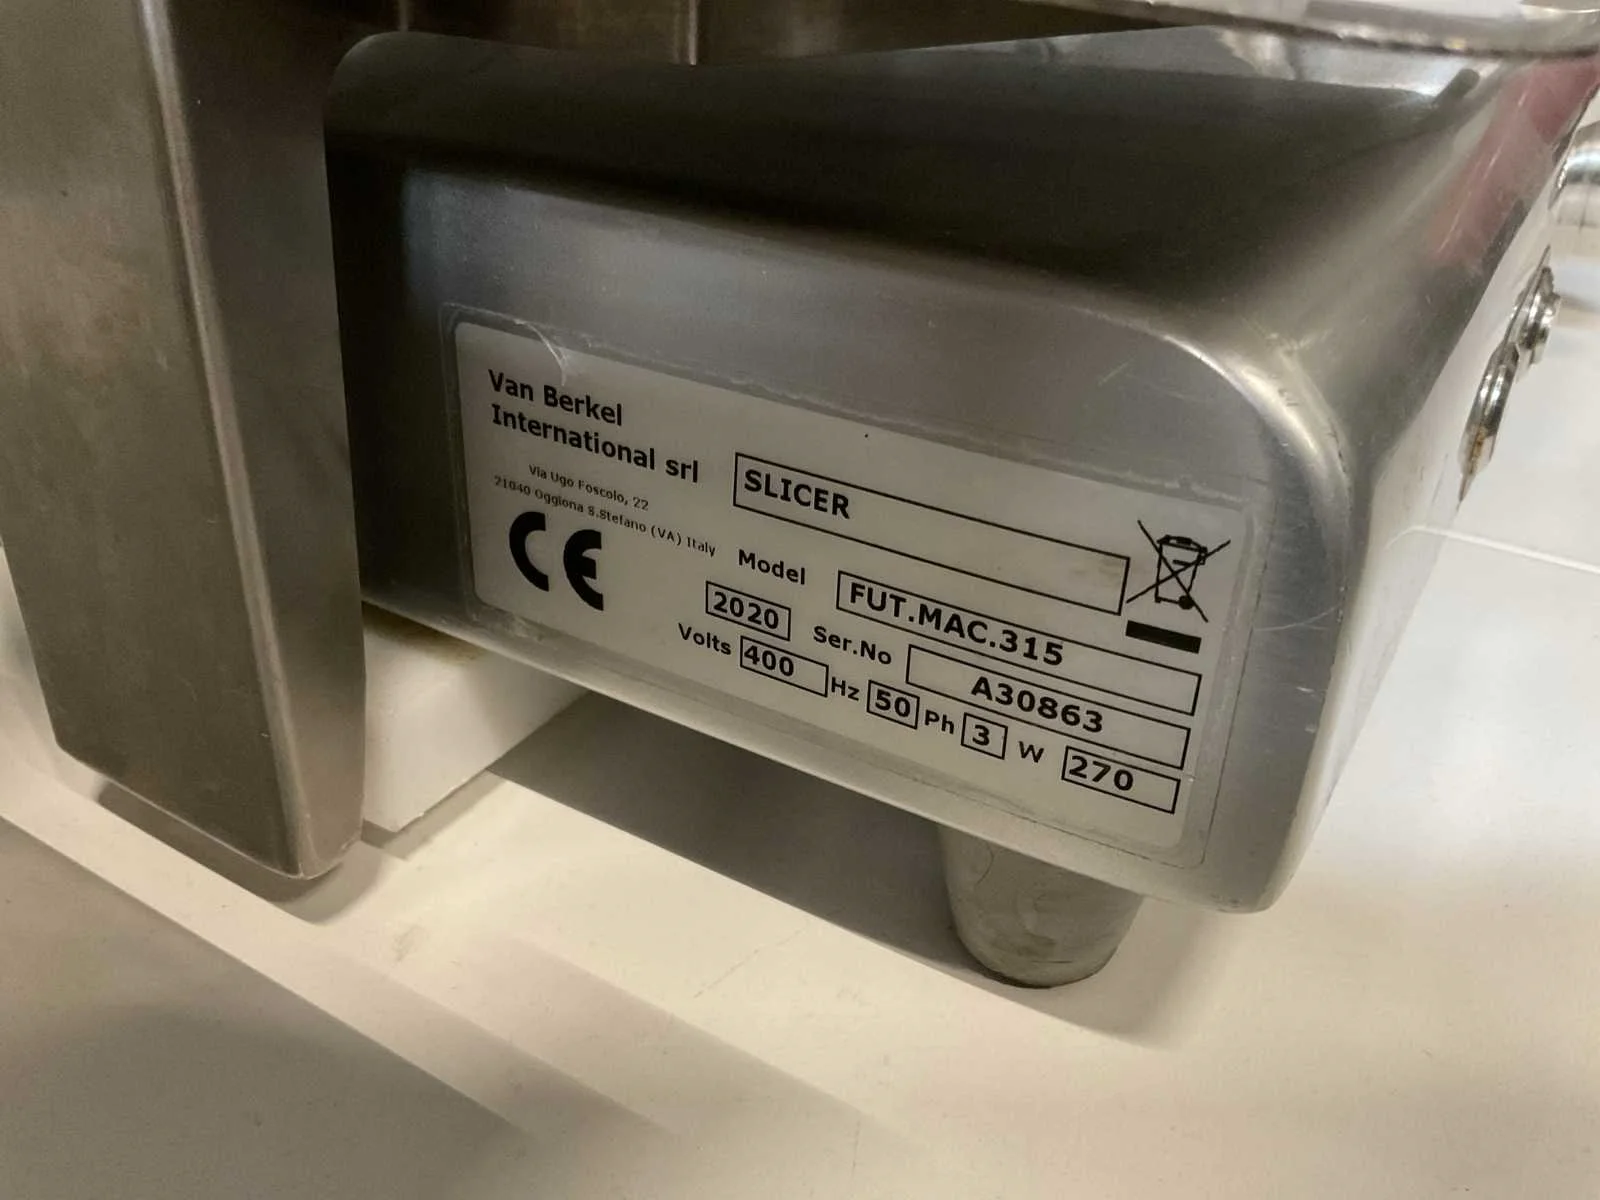 Van Berkel
International srl
Via Ugo Foscolo, 22
21040 Oggiona S.Stefano (VA) Italy
CE
SLICER
Model FUT.MAC.315
2020 Ser.No A30863
Volts 400 Hz 50 Ph 3 W 270